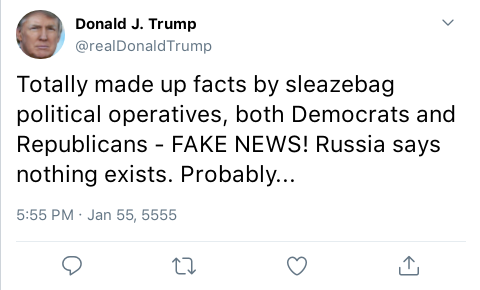 Donald J. Trump
@realDonaldTrump
Totally made up facts by sleazebag
political operatives, both Democrats and
Republicans - FAKE NEWS! Russia says
nothing exists. Probably...
5:55 PM · Jan 55, 5555